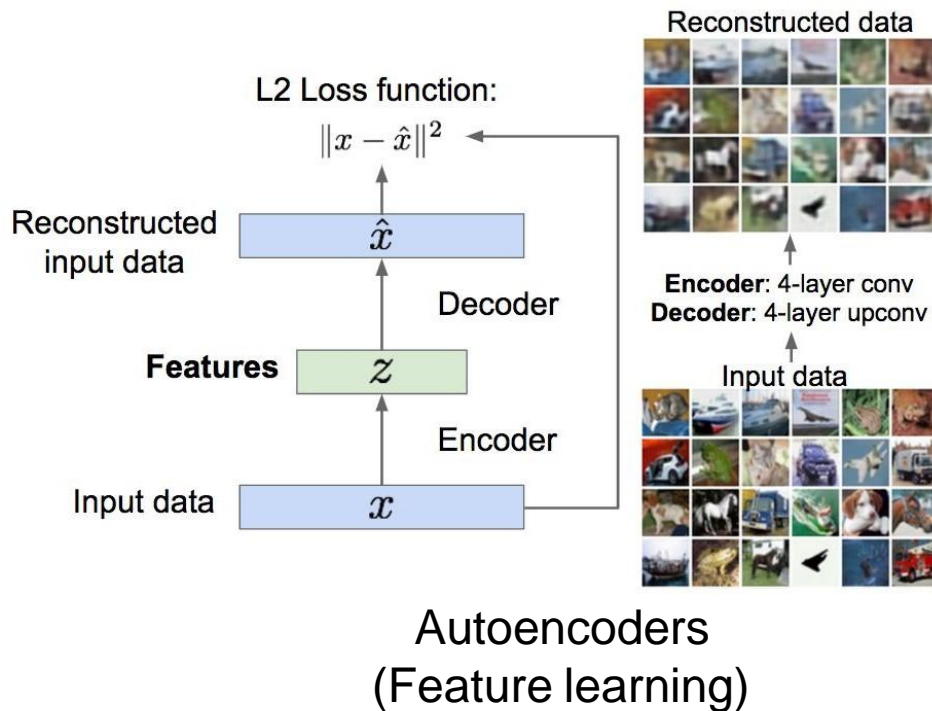 Reconstructed data
L2 Loss function:
‖x − x̂‖²
Reconstructed
input data
x̂
Decoder
Encoder: 4-layer conv
Decoder: 4-layer upconv
Features
z
Input data
Encoder
Input data
x
Autoencoders
(Feature learning)